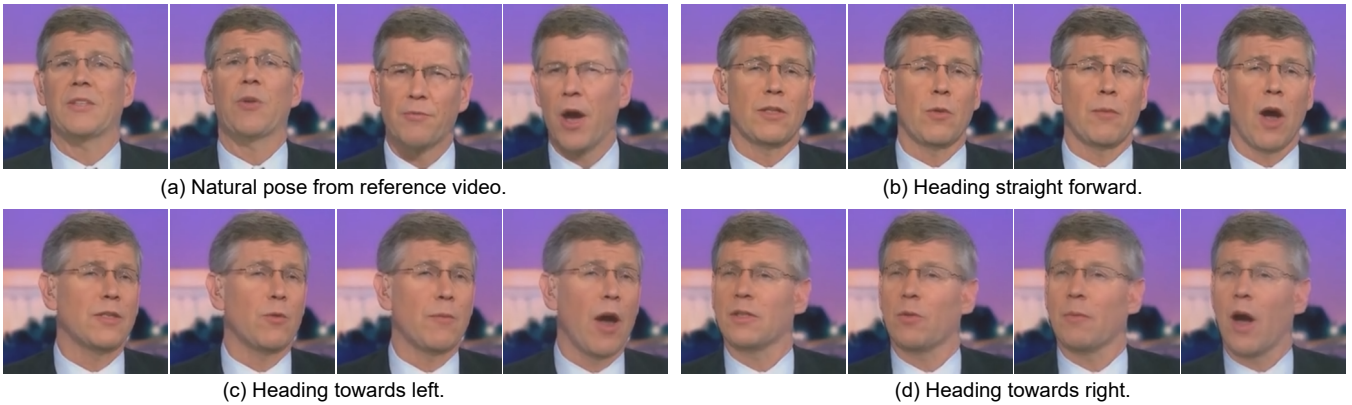 (a) Natural pose from reference video.
(b) Heading straight forward.
(c) Heading towards left.
(d) Heading towards right.